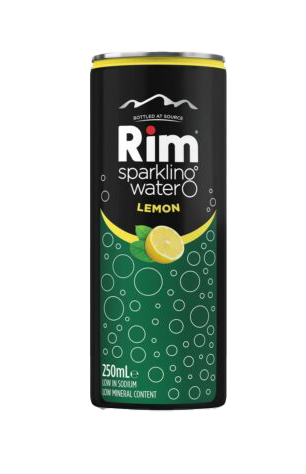 BOTTLED AT SOURCE
Rim
sparkling
water
LEMON
250mL e
LOW IN SODIUM
LOW MINERAL CONTENT